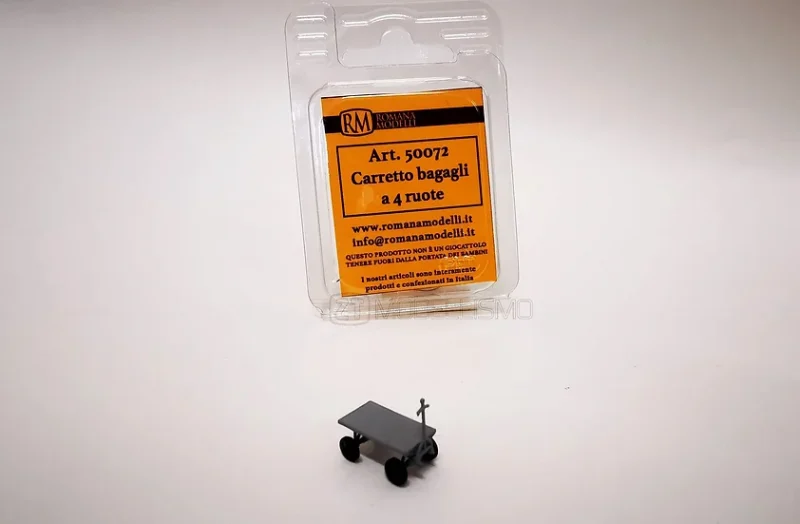 RM ROMANA
MODELLI
Art. 50072
Carretto bagagli
a 4 ruote
www.romanamodelli.it
info@romanamodelli.it
QUESTO PRODOTTO NON È UN GIOCATTOLO
TENERE FUORI DALLA PORTATA DEI BAMBINI
I nostri articoli sono interamente
prodotti e confezionati in Italia